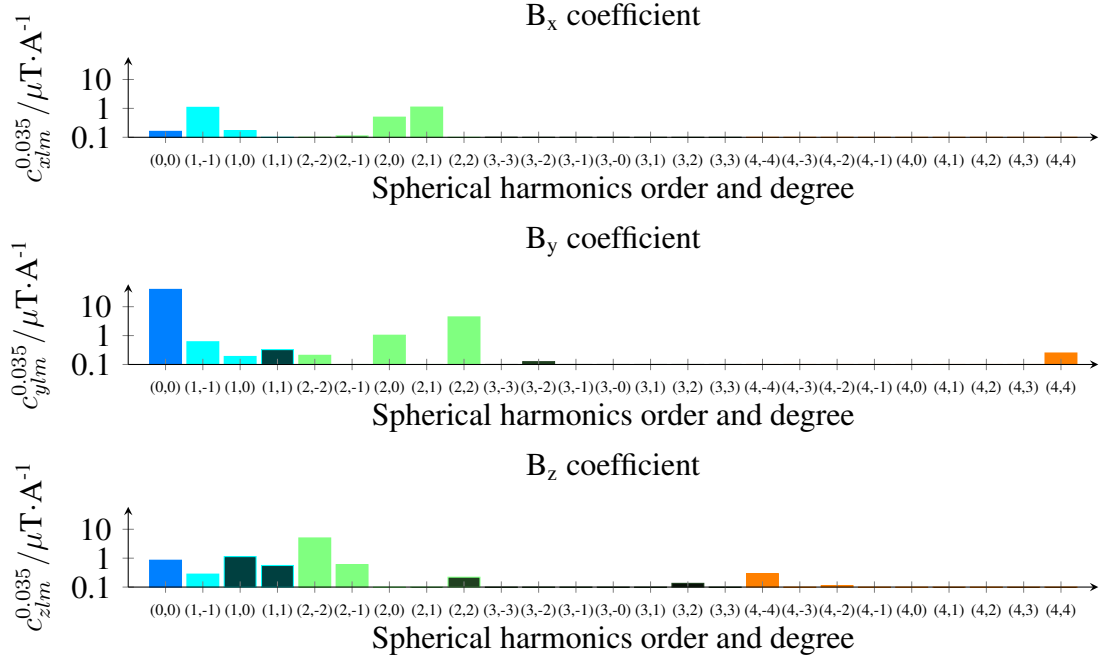 B_x coefficient
c_{xlm}^{0.035} / μT·A^{-1}
10
1
0.1
(0,0) (1,-1) (1,0) (1,1) (2,-2) (2,-1) (2,0) (2,1) (2,2) (3,-3) (3,-2) (3,-1) (3,-0) (3,1) (3,2) (3,3) (4,-4) (4,-3) (4,-2) (4,-1) (4,0) (4,1) (4,2) (4,3) (4,4)
Spherical harmonics order and degree
B_y coefficient
c_{ylm}^{0.035} / μT·A^{-1}
10
1
0.1
(0,0) (1,-1) (1,0) (1,1) (2,-2) (2,-1) (2,0) (2,1) (2,2) (3,-3) (3,-2) (3,-1) (3,-0) (3,1) (3,2) (3,3) (4,-4) (4,-3) (4,-2) (4,-1) (4,0) (4,1) (4,2) (4,3) (4,4)
Spherical harmonics order and degree
B_z coefficient
c_{zlm}^{0.035} / μT·A^{-1}
10
1
0.1
(0,0) (1,-1) (1,0) (1,1) (2,-2) (2,-1) (2,0) (2,1) (2,2) (3,-3) (3,-2) (3,-1) (3,-0) (3,1) (3,2) (3,3) (4,-4) (4,-3) (4,-2) (4,-1) (4,0) (4,1) (4,2) (4,3) (4,4)
Spherical harmonics order and degree